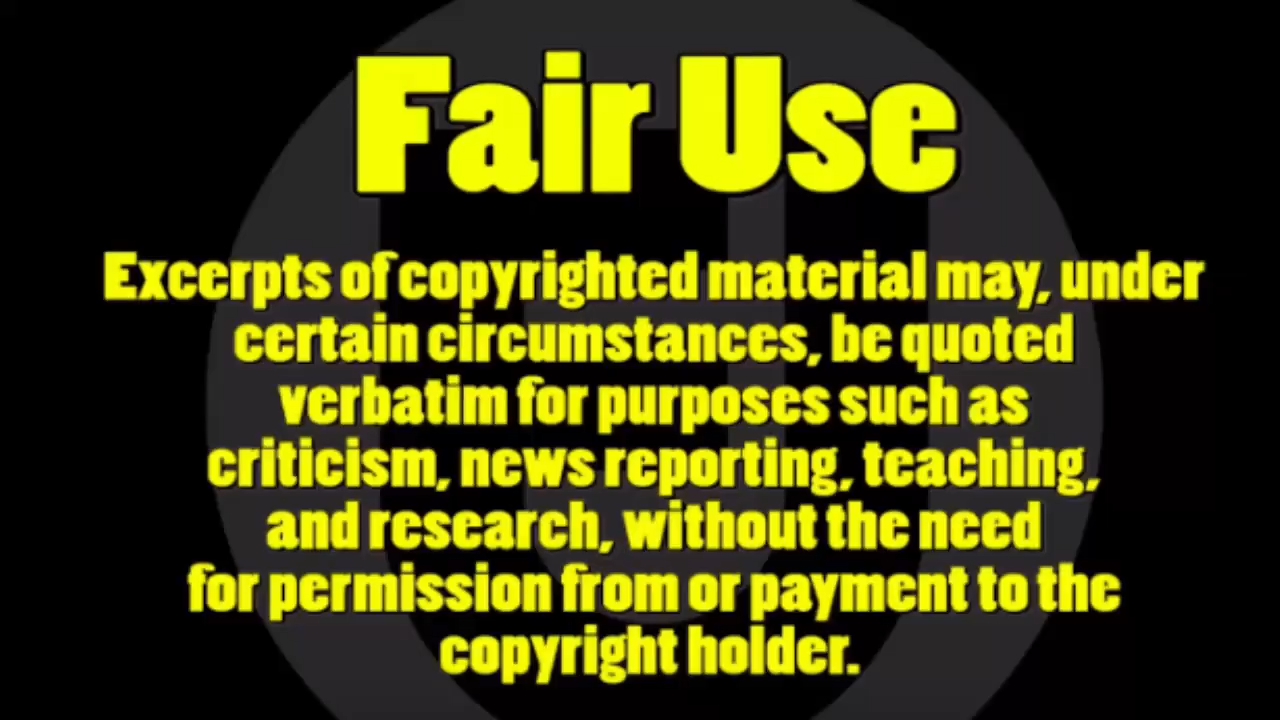 Fair Use
Excerpts of copyrighted material may, under
certain circumstances, be quoted
verbatim for purposes such as
criticism, news reporting, teaching,
and research, without the need
for permission from or payment to the
copyright holder.